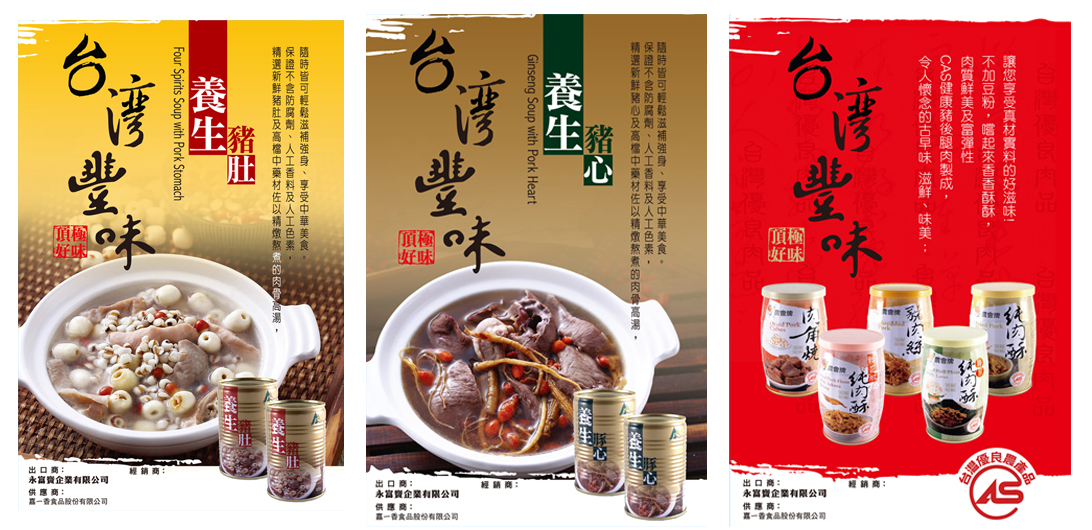 台灣豐味
頂極
好味
養生
豬肚
Four Spirits Soup with Pork Stomach
隨時皆可輕鬆滋補強身、享受中華美食。
保證不含防腐劑、人工香料及人工色素，
精選新鮮豬肚及高檔中藥材佐以精燉熬煮的肉骨高湯，
養生
豬肚
養生
豬肚
出口商：
永富寶企業有限公司
供應商：
嘉一香食品股份有限公司
經銷商：
台灣豐味
頂極
好味
養生
豬心
Ginseng Soup with Pork Heart
隨時皆可輕鬆滋補強身、享受中華美食。
保證不含防腐劑、人工香料及人工色素，
精選新鮮豬心及高檔中藥材佐以精燉熬煮的肉骨高湯，
養生
豚心
養生
豚心
出口商：
永富寶企業有限公司
供應商：
嘉一香食品股份有限公司
經銷商：
台灣豐味
頂極
好味
讓您享受真材實料的好滋味!
不加豆粉，嚐起來香香酥酥，
肉質鮮美及富彈性
CAS健康豬後腿肉製成，
令人懷念的古早味 滋鮮、味美；
肉角燒
豬肉絲
純肉酥
純肉酥
純肉酥
出口商：
永富寶企業有限公司
供應商：
嘉一香食品股份有限公司
經銷商：
台灣優良農產品
CAS